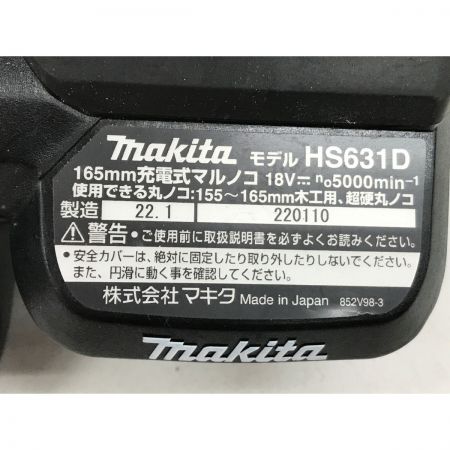 makita モデル HS631D
165mm充電式マルノコ 18V⎓ n₀5000min⁻¹
使用できる丸ノコ:155～165mm木工用、超硬丸ノコ
製造 22.1 220110
⚠警告・ご使用前に取扱説明書を必ずよくお読みください。
・安全カバーは、絶対に固定したり取り外したりしないでください。
また、円滑に動く事を確認してください。
株式会社マキタ Made in Japan 852V98-3
makita